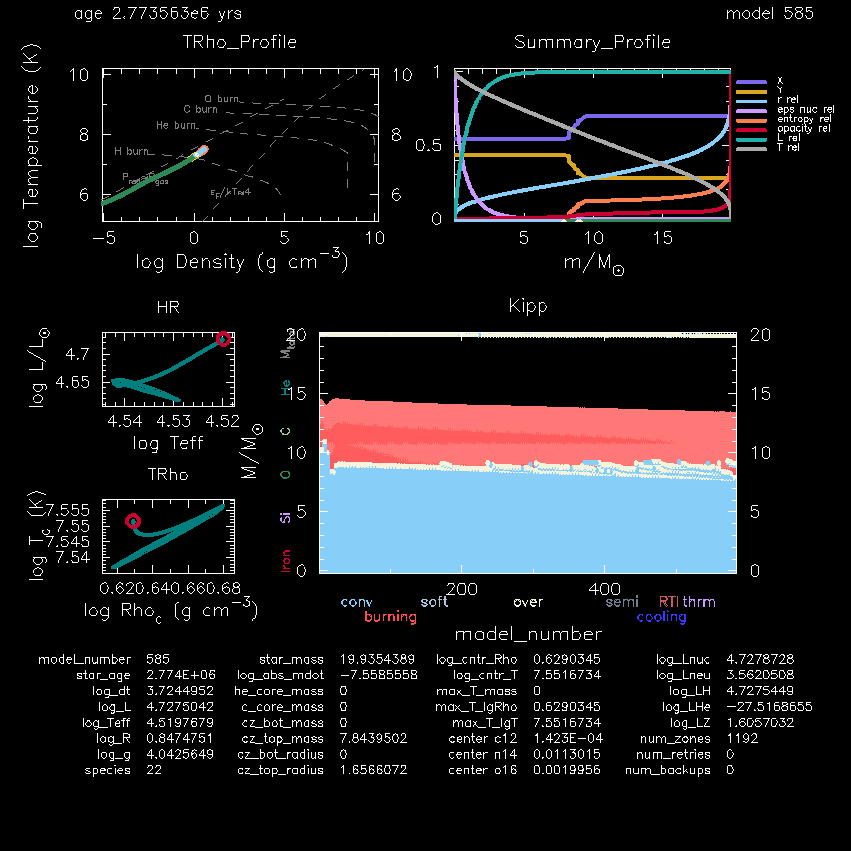 age 2.773563e6 yrs model 585
TRho_Profile
log Temperature (K)
10
8
6
10
8
6
O burn
C burn
He burn
H burn
−5 0 5 10
log Density (g cm−3)
Summary_Profile
1
0.5
0
5 10 15
m/M⊙
X
Y
r rel
eps nuc rel
entropy rel
opacity rel
L rel
T rel
HR
log L/L⊙
4.7
4.65
4.54 4.53 4.52
log Teff
TRho
log Tc (K)
7.555
7.55
7.545
7.54
0.62 0.64 0.66 0.68
log Rhoc (g cm−3)
Kipp
M/M⊙
Iron Si O C He Mtotal
20
15
10
5
0
20
15
10
5
0
200 400
conv soft over semi RTI thrm
burning cooling
model_number
model_number 585 star_mass 19.9354389 log_cntr_Rho 0.6290345 log_Lnuc 4.7278728
star_age 2.774E+06 log_abs_mdot −7.5585558 log_cntr_T 7.5516734 log_Lneu 3.5620508
log_dt 3.7244952 he_core_mass 0 max_T_mass 0 log_LH 4.7275449
log_L 4.7275042 c_core_mass 0 max_T_lgRho 0.6290345 log_LHe −27.5168655
log_Teff 4.5197679 cz_bot_mass 0 max_T_lgT 7.5516734 log_LZ 1.6057032
log_R 0.8474751 cz_top_mass 7.8439502 center c12 1.423E−04 num_zones 1192
log_g 4.0425649 cz_bot_radius 0 center n14 0.0113015 num_retries 0
species 22 cz_top_radius 1.6566072 center o16 0.0019956 num_backups 0